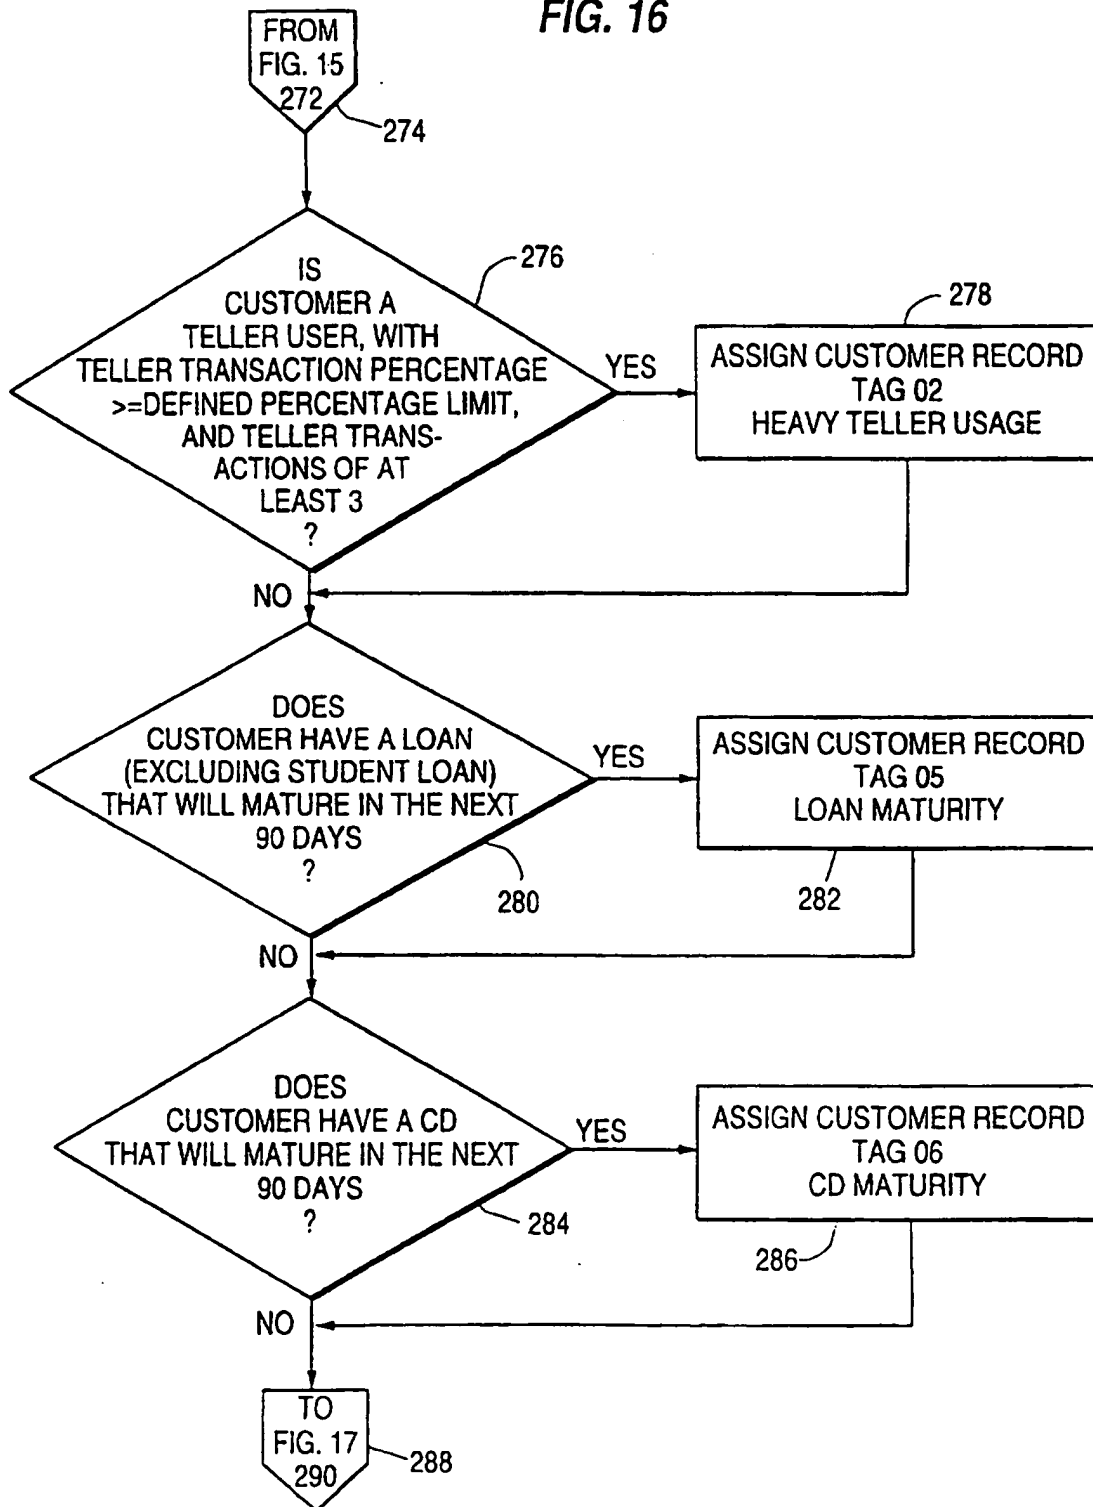 FIG. 16
FROM
FIG. 15
272
274
IS
CUSTOMER A
TELLER USER, WITH
TELLER TRANSACTION PERCENTAGE
>=DEFINED PERCENTAGE LIMIT,
AND TELLER TRANS-
ACTIONS OF AT
LEAST 3
?
276
YES
278
ASSIGN CUSTOMER RECORD
TAG 02
HEAVY TELLER USAGE
NO
DOES
CUSTOMER HAVE A LOAN
(EXCLUDING STUDENT LOAN)
THAT WILL MATURE IN THE NEXT
90 DAYS
?
280
YES
ASSIGN CUSTOMER RECORD
TAG 05
LOAN MATURITY
282
NO
DOES
CUSTOMER HAVE A CD
THAT WILL MATURE IN THE NEXT
90 DAYS
?
284
YES
ASSIGN CUSTOMER RECORD
TAG 06
CD MATURITY
286
NO
TO
FIG. 17
290
288